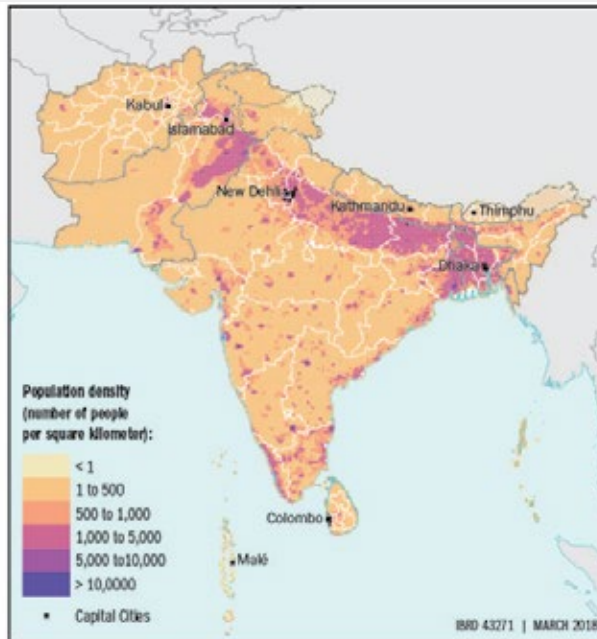 Kabul
Islamabad
New Dehli
Kathmandu
Thimphu
Dhaka
Population density
(number of people
per square kilometer):
< 1
1 to 500
500 to 1,000
1,000 to 5,000
5,000 to10,000
> 10,0000
Capital Cities
Colombo
Malé
IBRD 43271 | MARCH 2018